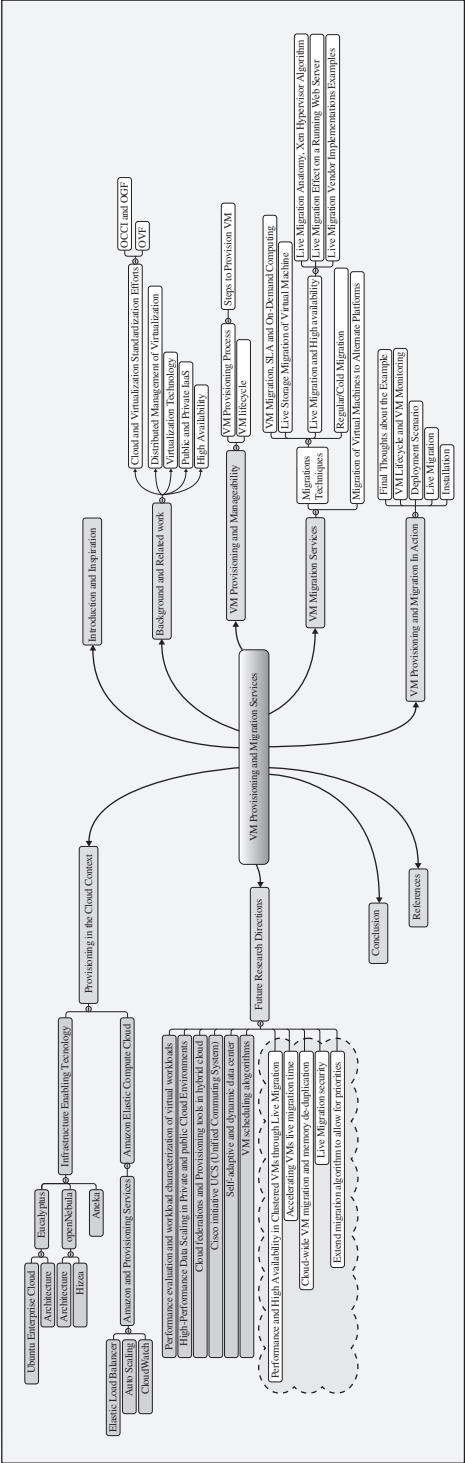 VM Provisioning and Migration Services
Introduction and Inspiration
Background and Related work
Cloud and Virtualization Standardization Efforts
OCCI and OGF
OVF
Distributed Management of Virtualization
Virtualization Technology
Public and Private IaaS
High Availability
VM Provisioning and Manageability
VM Provisioning Process
Steps to Provision VM
VM lifecycle
VM Migration Services
Migrations
Techniques
VM Migration, SLA and On-Demand Computing
Live Storage Migration of Virtual Machine
Live Migration and High availability
Live Migration Anatomy, Xen Hypervisor Algorithm
Live Migration Effect on a Running Web Server
Live Migration Vendor Implementations Examples
Regular/Cold Migration
Migration of Virtual Machines to Alternate Platforms
VM Provisioning and Migration In Action
Final Thoughts about the Example
VM Lifecycle and VM Monitoring
Deployment Scenario
Live Migration
Installation
Provisioning in the Cloud Context
Infrastructure Enabling Tecnology
Eucalyptus
Ubuntu Enterprise Cloud
Architecture
openNebula
Architecture
Hizea
Aneka
Amazon Elastic Compute Cloud
Amazon and Provisioning Services
Elastic Load Balancer
Auto Scaling
CloudWatch
Future Research Directions
Performance evaluation and workload characterization of virtual workloads
High-Performance Data Scaling in Private and public Cloud Environments
Cloud federations and Provisioning tools in hybrid cloud
Cisco initiative UCS (Unified Commuting System)
Self-adaptive and dynamic data center
VM scheduling alogorithms
Performance and High Availability in Clustered VMs through Live Migration
Accelerating VMs live migration time
Cloud-wide VM migration and memory de-duplication
Live Migration security
Extend migration algorithm to allow for priorities
Conclusion
References